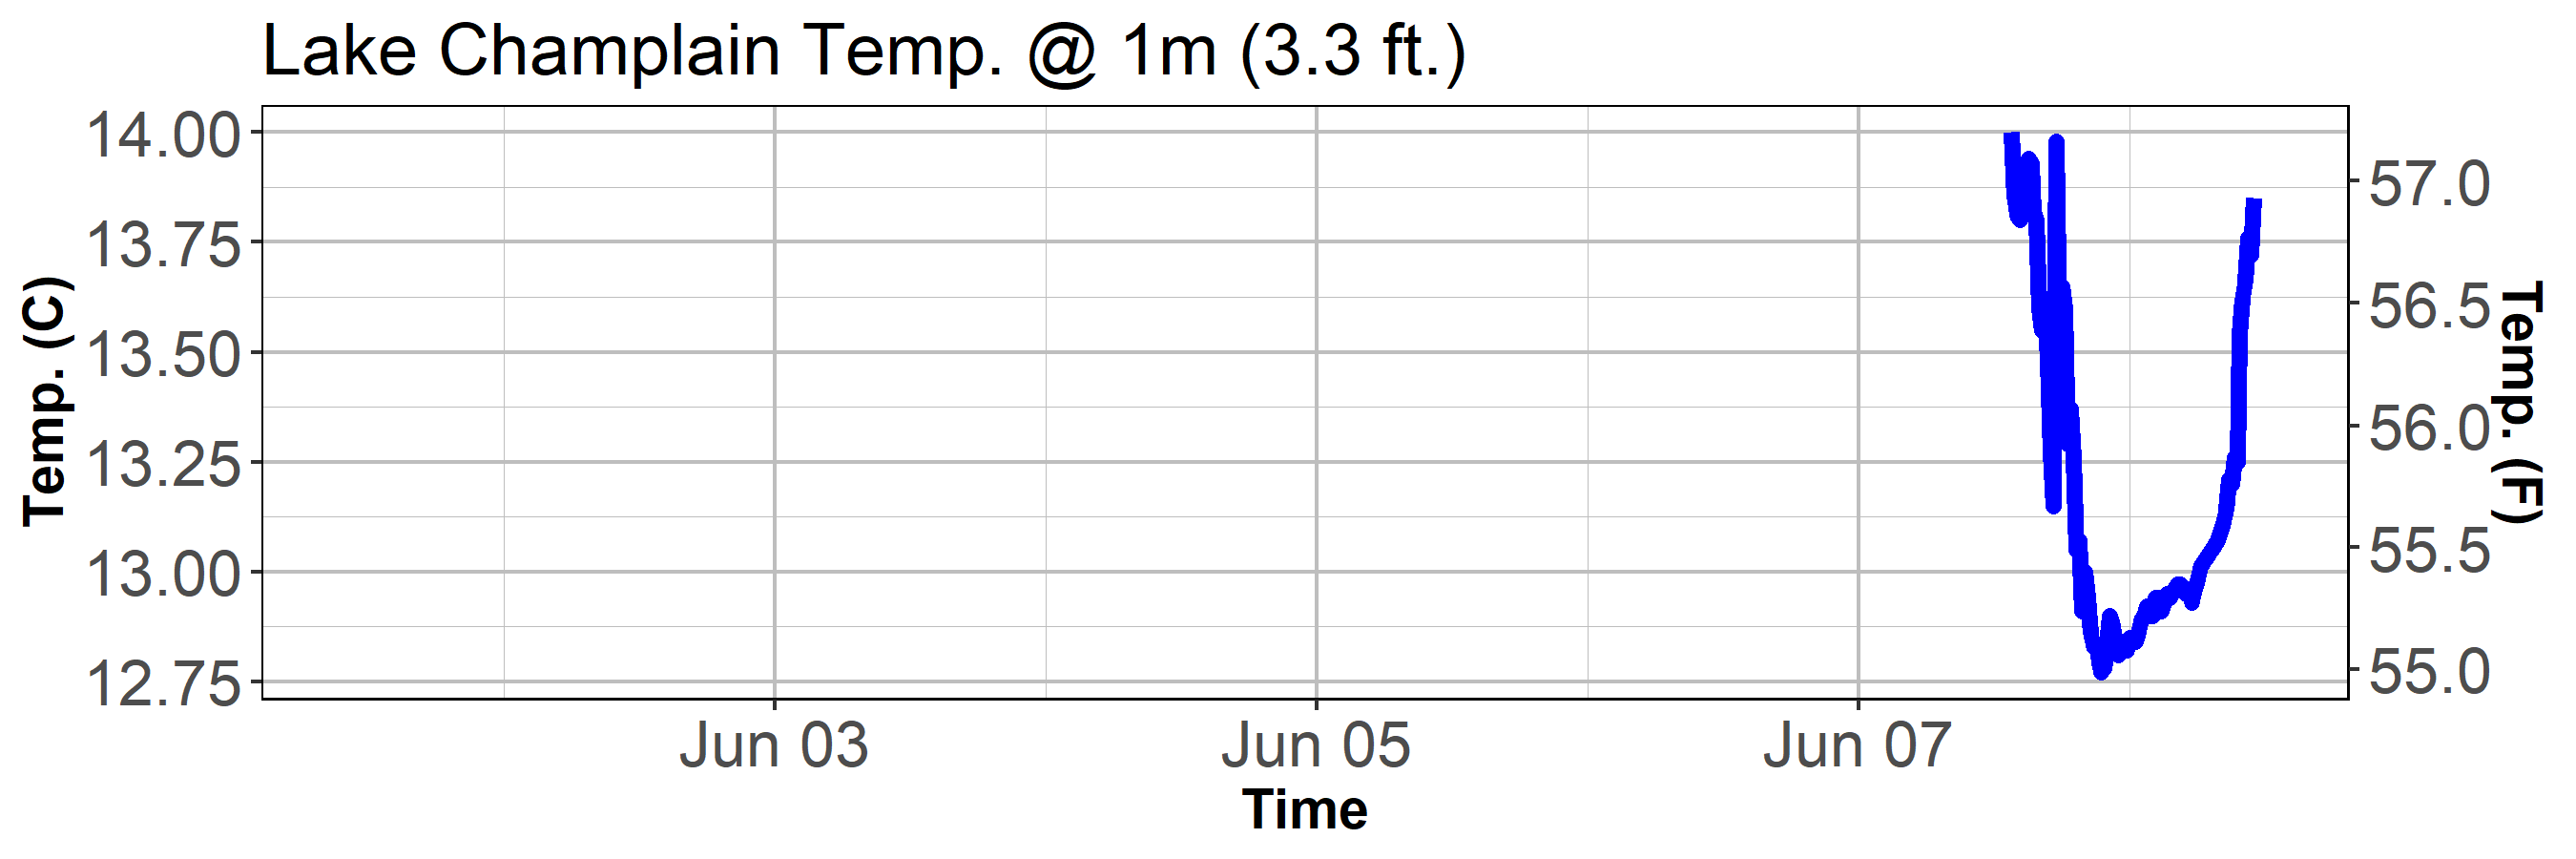 Lake Champlain Temp. @ 1m (3.3 ft.)
Temp. (C)
14.00
13.75
13.50
13.25
13.00
12.75
57.0
56.5
56.0
55.5
55.0
Temp. (F)
Jun 03 Jun 05 Jun 07
Time